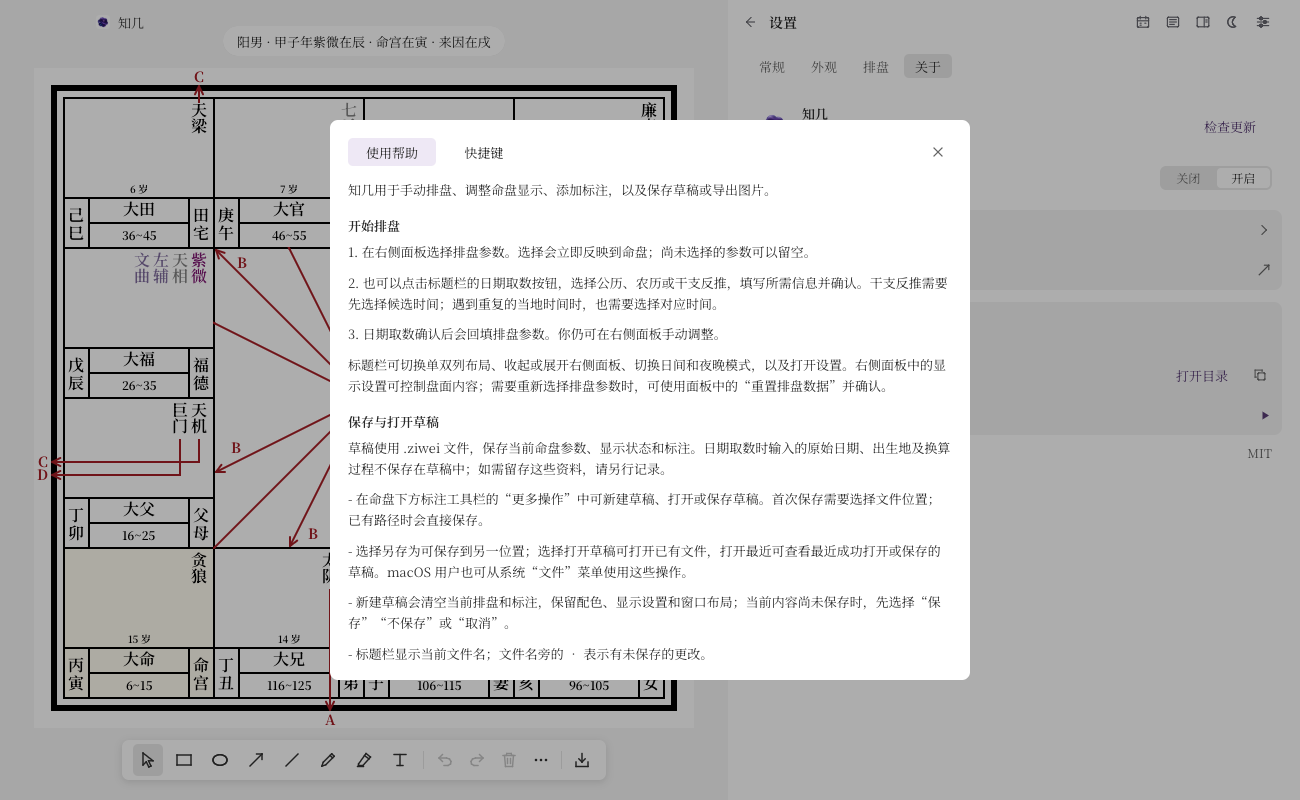 知几
设置
阳男 · 甲子年紫微在辰 · 命宫在寅 · 来因在戌
常规
外观
排盘
关于
知几
检查更新
关闭
开启
打开目录
MIT
C
天梁
七
廉
6 岁
7 岁
己巳
大田
36~45
田宅
庚午
大官
46~55
文曲
左辅
天相
紫微
B
戊辰
大福
26~35
福德
巨门
天机
B
C
D
丁卯
大父
16~25
父母
B
贪狼
15 岁
14 岁
丙寅
大命
6~15
命宫
丁丑
大兄
116~125
弟
子
106~115
妻
亥
96~105
女
A
使用帮助
快捷键
知几用于手动排盘、调整命盘显示、添加标注，以及保存草稿或导出图片。
开始排盘
1. 在右侧面板选择排盘参数。选择会立即反映到命盘；尚未选择的参数可以留空。
2. 也可以点击标题栏的日期取数按钮，选择公历、农历或干支反推，填写所需信息并确认。干支反推需要
先选择候选时间；遇到重复的当地时间时，也需要选择对应时间。
3. 日期取数确认后会回填排盘参数。你仍可在右侧面板手动调整。
标题栏可切换单双列布局、收起或展开右侧面板、切换日间和夜晚模式，以及打开设置。右侧面板中的显
示设置可控制盘面内容；需要重新选择排盘参数时，可使用面板中的“重置排盘数据”并确认。
保存与打开草稿
草稿使用 .ziwei 文件，保存当前命盘参数、显示状态和标注。日期取数时输入的原始日期、出生地及换算
过程不保存在草稿中；如需留存这些资料，请另行记录。
- 在命盘下方标注工具栏的“更多操作”中可新建草稿、打开或保存草稿。首次保存需要选择文件位置；
已有路径时会直接保存。
- 选择另存为可保存到另一位置；选择打开草稿可打开已有文件，打开最近可查看最近成功打开或保存的
草稿。macOS 用户也可从系统“文件”菜单使用这些操作。
- 新建草稿会清空当前排盘和标注，保留配色、显示设置和窗口布局；当前内容尚未保存时，先选择“保
存”“不保存”或“取消”。
- 标题栏显示当前文件名；文件名旁的 · 表示有未保存的更改。